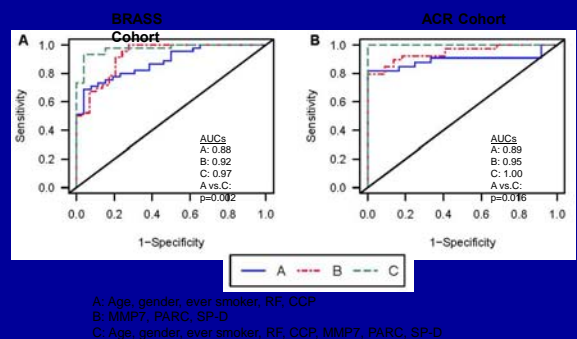 BRASS
Cohort
ACR Cohort
A
1.0
0.8
0.6
0.4
0.2
0.0
Sensitivity
AUCs
A: 0.88
B: 0.92
C: 0.97
A vs.C:
p=0.002
0.0 0.2 0.4 0.6 0.8 1.0
1−Specificity
B
1.0
0.8
0.6
0.4
0.2
0.0
Sensitivity
AUCs
A: 0.89
B: 0.95
C: 1.00
A vs.C:
p=0.016
0.0 0.2 0.4 0.6 0.8 1.0
1−Specificity
A B C
A: Age, gender, ever smoker, RF, CCP
B: MMP7, PARC, SP-D
C: Age, gender, ever smoker, RF, CCP, MMP7, PARC, SP-D